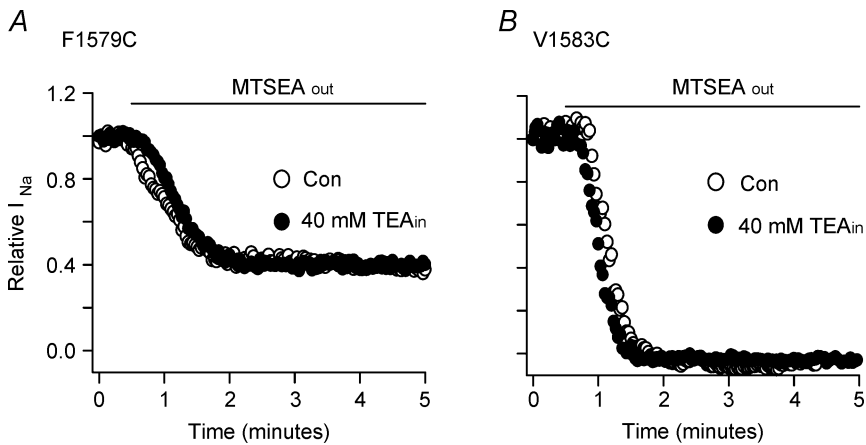 A
F1579C
MTSEA out
Con
40 mM TEAin
Relative I Na
1.2
0.8
0.4
0.0
0 1 2 3 4 5
Time (minutes)
B
V1583C
MTSEA out
Con
40 mM TEAin
0 1 2 3 4 5
Time (minutes)